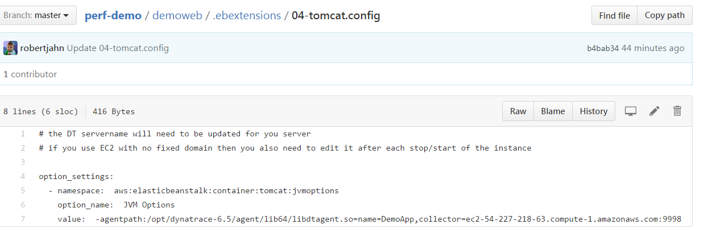 Branch: master
perf-demo / demoweb / .ebextensions / 04-tomcat.config
Find file
Copy path
robertjahn Update 04-tomcat.config
b4bab34 44 minutes ago
1 contributor
8 lines (6 sloc) 416 Bytes
Raw
Blame
History
1 # the DT servername will need to be updated for you server
2 # if you use EC2 with no fixed domain then you also need to edit it after each stop/start of the instance
3
4 option_settings:
5 - namespace: aws:elasticbeanstalk:container:tomcat:jvmoptions
6 option_name: JVM Options
7 value: -agentpath:/opt/dynatrace-6.5/agent/lib64/libdtagent.so=name=DemoApp,collector=ec2-54-227-218-63.compute-1.amazonaws.com:9998